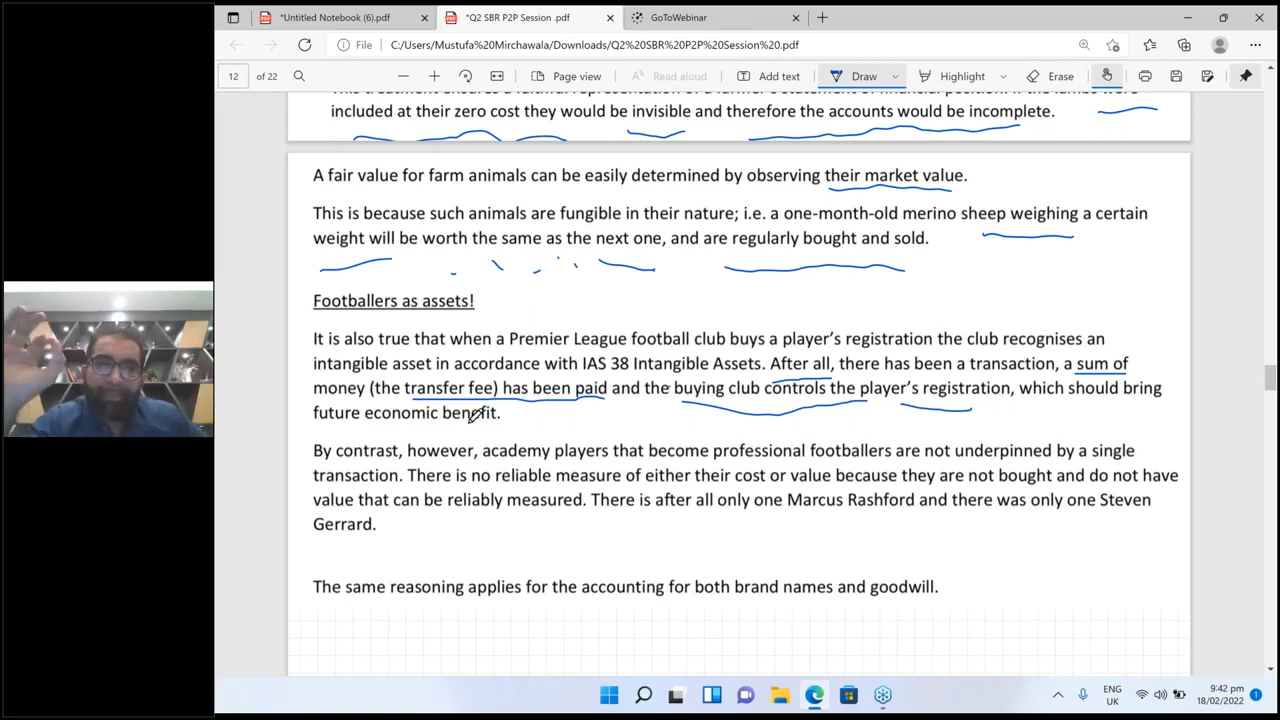 *Untitled Notebook (6).pdf
*Q2 SBR P2P Session .pdf
GoToWebinar
File
C:/Users/Mustufa%20Mirchawala/Downloads/Q2%20SBR%20P2P%20Session%20.pdf
12 of 22
Page view
Read aloud
Add text
Draw
Highlight
Erase
included at their zero cost they would be invisible and therefore the accounts would be incomplete.
A fair value for farm animals can be easily determined by observing their market value.
This is because such animals are fungible in their nature; i.e. a one-month-old merino sheep weighing a certain
weight will be worth the same as the next one, and are regularly bought and sold.
Footballers as assets!
It is also true that when a Premier League football club buys a player's registration the club recognises an
intangible asset in accordance with IAS 38 Intangible Assets. After all, there has been a transaction, a sum of
money (the transfer fee) has been paid and the buying club controls the player's registration, which should bring
future economic benefit.
By contrast, however, academy players that become professional footballers are not underpinned by a single
transaction. There is no reliable measure of either their cost or value because they are not bought and do not have
value that can be reliably measured. There is after all only one Marcus Rashford and there was only one Steven
Gerrard.
The same reasoning applies for the accounting for both brand names and goodwill.
ENG
UK
9:42 pm
18/02/2022
1